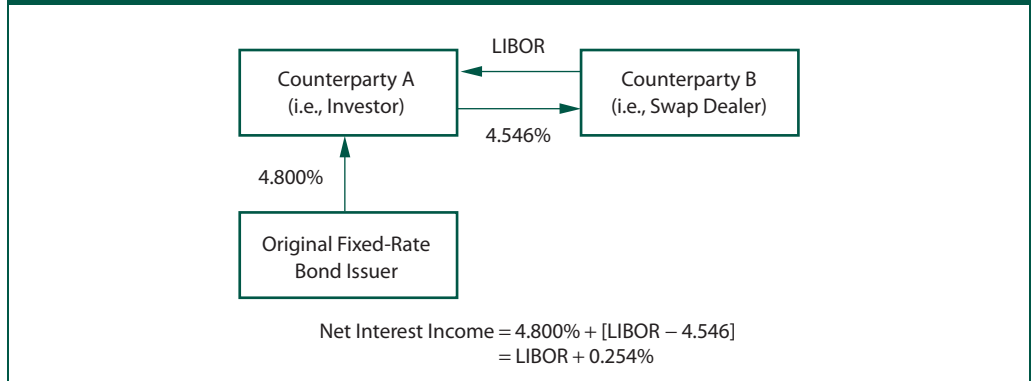 LIBOR
Counterparty A
(i.e., Investor)
Counterparty B
(i.e., Swap Dealer)
4.546%
4.800%
Original Fixed-Rate
Bond Issuer
Net Interest Income = 4.800% + [LIBOR − 4.546]
= LIBOR + 0.254%